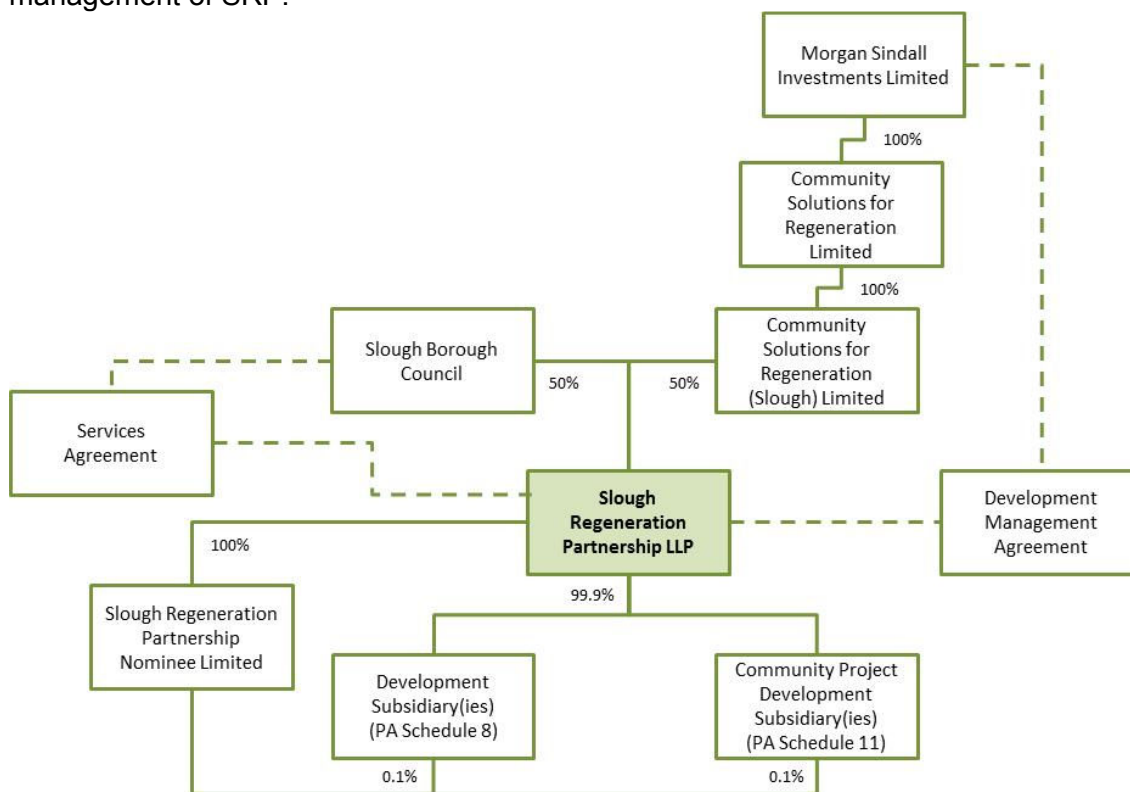 management of SRP.
Morgan Sindall
Investments Limited
100%
Community
Solutions for
Regeneration
Limited
100%
Slough Borough
Council
50%
50%
Community
Solutions for
Regeneration
(Slough) Limited
Services
Agreement
Slough
Regeneration
Partnership LLP
Development
Management
Agreement
100%
99.9%
Slough Regeneration
Partnership
Nominee Limited
Development
Subsidiary(ies)
(PA Schedule 8)
Community Project
Development
Subsidiary(ies)
(PA Schedule 11)
0.1%
0.1%